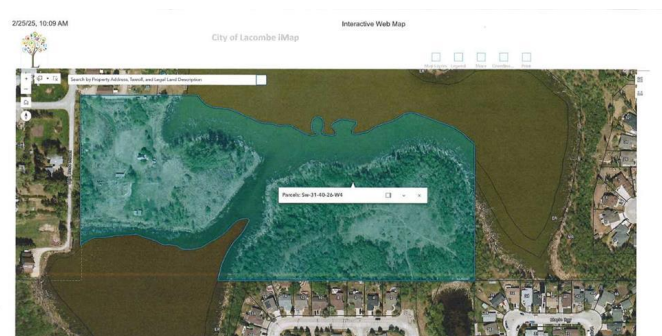 2/25/25, 10:09 AM
Interactive Web Map
City of Lacombe iMap
Search by Property Address, Taxroll, and Legal Land Description
Parcels: Sw-31-40-26-W4